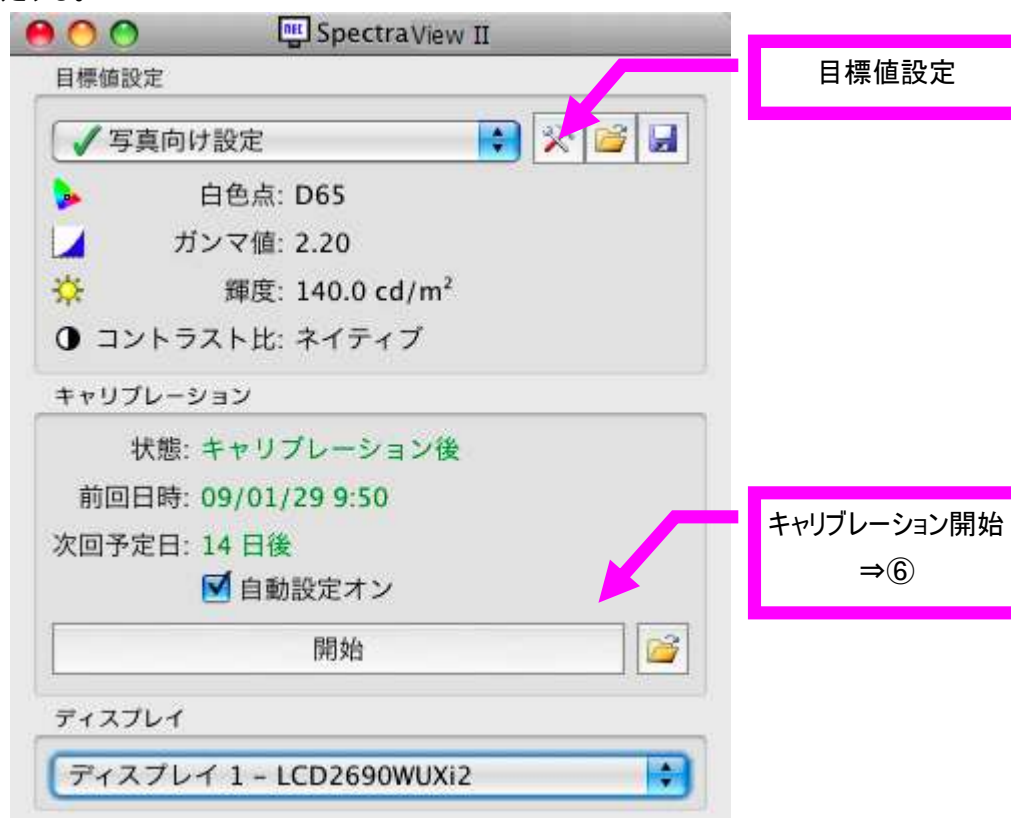 SpectraView II
目標値設定
目標値設定
写真向け設定
白色点: D65
ガンマ値: 2.20
輝度: 140.0 cd/m²
コントラスト比: ネイティブ
キャリブレーション
状態: キャリブレーション後
前回日時: 09/01/29 9:50
キャリブレーション開始
⇒⑥
次回予定日: 14 日後
自動設定オン
開始
ディスプレイ
ディスプレイ 1 – LCD2690WUXi2